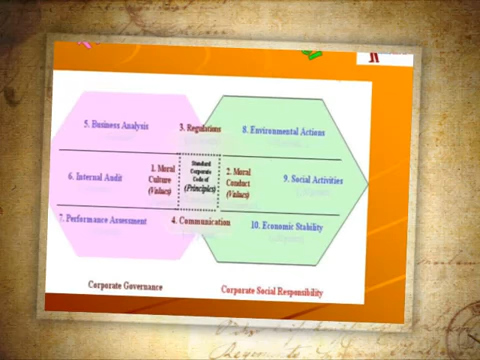 5. Business Analysis
3. Regulations
8. Environmental Actions
6. Internal Audit
1. Moral
Culture
(Values)
Standard
Corporate
Code of
(Principles)
2. Moral
Conduct
(Values)
9. Social Activities
7. Performance Assessment
4. Communication
10. Economic Stability
Corporate Governance
Corporate Social Responsibility